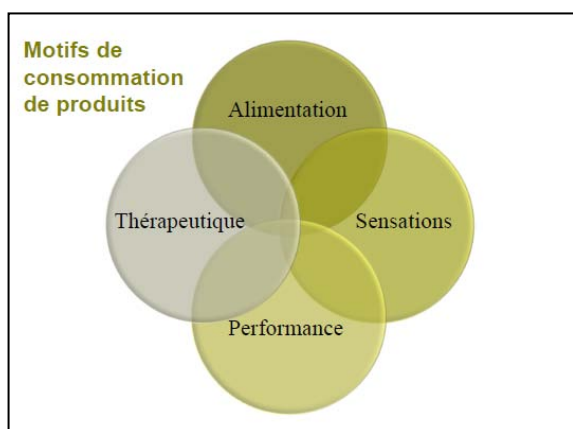 Motifs de
consommation
de produits
Alimentation
Thérapeutique
Sensations
Performance